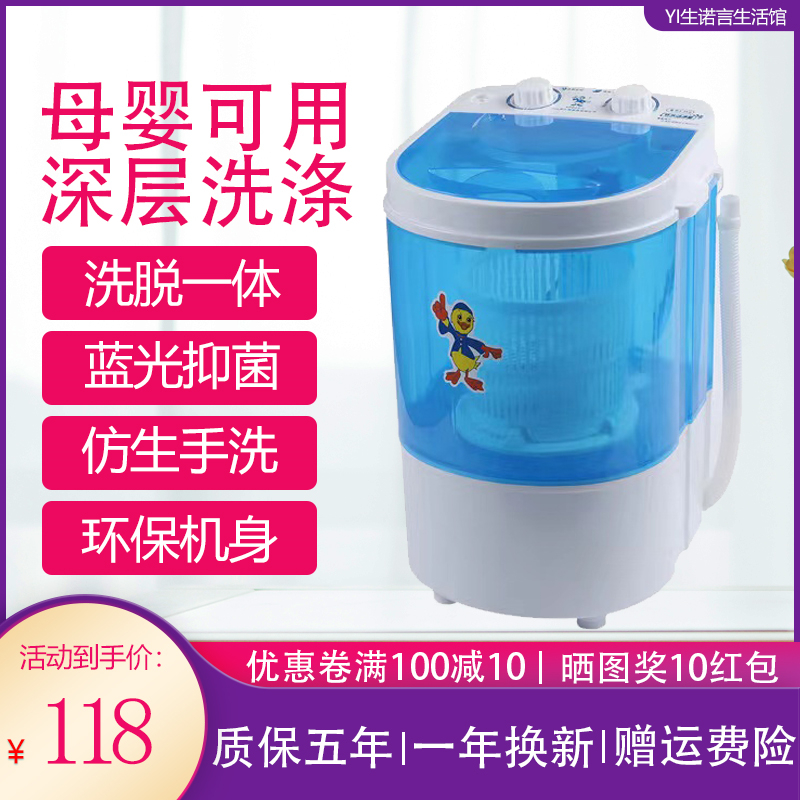 YI生诺言生活馆
母婴可用
深层洗涤
洗脱一体
蓝光抑菌
仿生手洗
环保机身
活动到手价：
￥118
优惠卷满100减10 | 晒图奖10红包
质保五年|一年换新|赠运费险